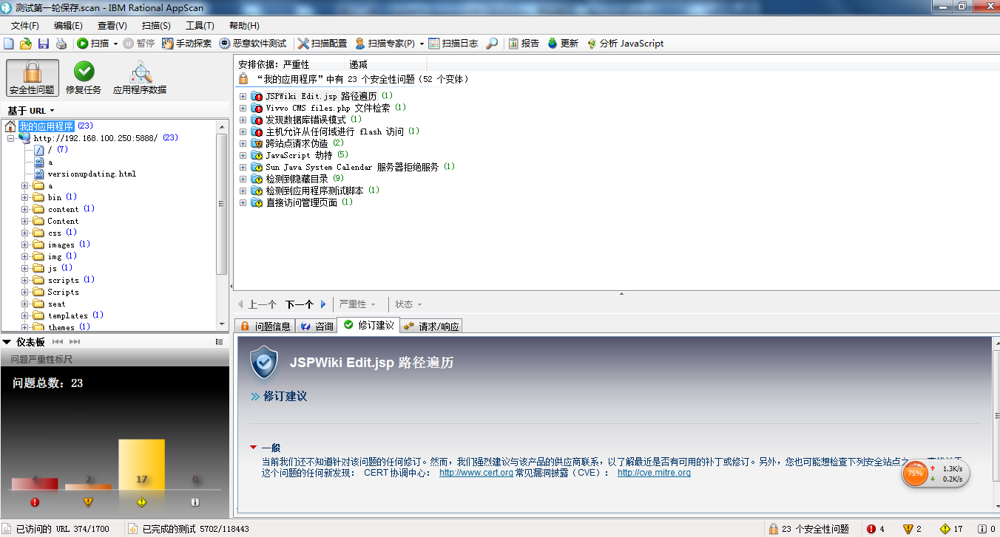 测试第一轮保存.scan - IBM Rational AppScan
文件(F) 编辑(E) 查看(V) 扫描(S) 工具(T) 帮助(H)
扫描 暂停 手动探索 恶意软件测试 扫描配置 扫描专家(P) 扫描日志 报告 更新 分析 JavaScript
安全性问题 修复任务 应用程序数据
基于 URL
我的应用程序 (23)
http://192.168.100.250:5888/ (23)
/ (7)
a
versionupdating.html
a
bin (1)
content (1)
Content
css (1)
images (1)
img (1)
js (1)
scripts (1)
Scripts
seat
templates (1)
themes (1)
仪表板
问题严重性标尺
问题总数：23
4 2 17 0
安排依据：严重性 递减
“我的应用程序”中有 23 个安全性问题（52 个变体）
JSPWiki Edit.jsp 路径遍历 (1)
Vivvo CMS files.php 文件检索 (1)
发现数据库错误模式 (1)
主机允许从任何域进行 flash 访问 (1)
跨站点请求伪造 (2)
JavaScript 劫持 (5)
Sun Java System Calendar 服务器拒绝服务 (1)
检测到隐藏目录 (9)
检测到应用程序测试脚本 (1)
直接访问管理页面 (1)
上一个 下一个 严重性 状态
问题信息 咨询 修订建议 请求/响应
JSPWiki Edit.jsp 路径遍历
修订建议
一般
当前我们还不知道针对该问题的任何修订。然而，我们强烈建议与该产品的供应商联系，以了解最近是否有可用的补丁或修订。另外，您也可能想检查下列安全站点之一
这个问题的任何新发现： CERT 协调中心： http://www.cert.org 常见漏洞披露（CVE）： http://cve.mitre.org
75% 1.3K/s
0.2K/s
已访问的 URL 374/1700 已完成的测试 5702/118443 23 个安全性问题 4 2 17 0